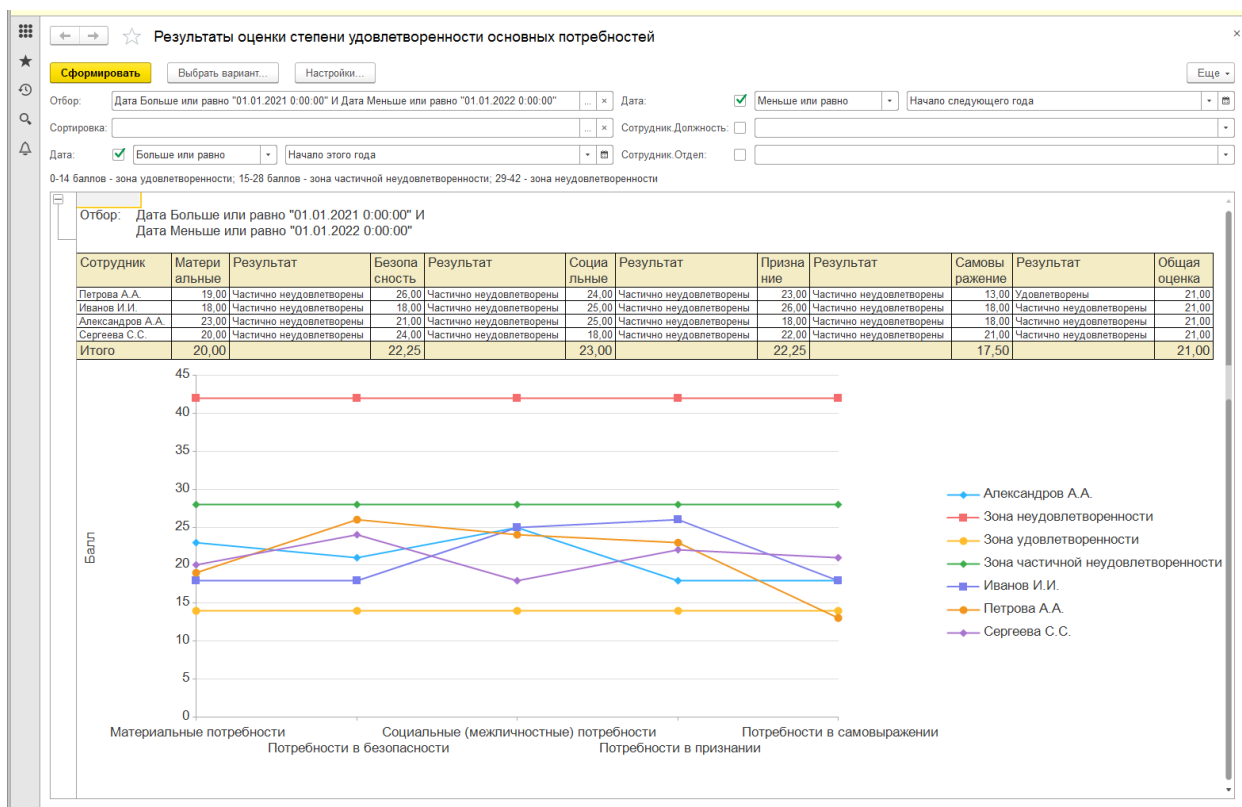 Результаты оценки степени удовлетворенности основных потребностей
Сформировать Выбрать вариант... Настройки... Еще
Отбор: Дата Больше или равно "01.01.2021 0:00:00" И Дата Меньше или равно "01.01.2022 0:00:00" ... × Дата: Меньше или равно Начало следующего года
Сортировка: ... × Сотрудник.Должность:
Дата: Больше или равно Начало этого года Сотрудник.Отдел:
0-14 баллов - зона удовлетворенности; 15-28 баллов - зона частичной неудовлетворенности; 29-42 - зона неудовлетворенности
Отбор: Дата Больше или равно "01.01.2021 0:00:00" И
Дата Меньше или равно "01.01.2022 0:00:00"
Сотрудник Матери Результат Безопа Результат Социа Результат Призна Результат Самовы Результат Общая
альные сность льные ние ражение оценка
Петрова А.А. 19,00 Частично неудовлетворены 26,00 Частично неудовлетворены 24,00 Частично неудовлетворены 23,00 Частично неудовлетворены 13,00 Удовлетворены 21,00
Иванов И.И. 18,00 Частично неудовлетворены 18,00 Частично неудовлетворены 25,00 Частично неудовлетворены 26,00 Частично неудовлетворены 18,00 Частично неудовлетворены 21,00
Александров А.А. 23,00 Частично неудовлетворены 21,00 Частично неудовлетворены 25,00 Частично неудовлетворены 18,00 Частично неудовлетворены 18,00 Частично неудовлетворены 21,00
Сергеева С.С. 20,00 Частично неудовлетворены 24,00 Частично неудовлетворены 18,00 Частично неудовлетворены 22,00 Частично неудовлетворены 21,00 Частично неудовлетворены 21,00
Итого 20,00 22,25 23,00 22,25 17,50 21,00
45
40
35
30
25
20
15
10
5
0
Балл
Материальные потребности Социальные (межличностные) потребности Потребности в самовыражении
Потребности в безопасности Потребности в признании
Александров А.А.
Зона неудовлетворенности
Зона удовлетворенности
Зона частичной неудовлетворенности
Иванов И.И.
Петрова А.А.
Сергеева С.С.